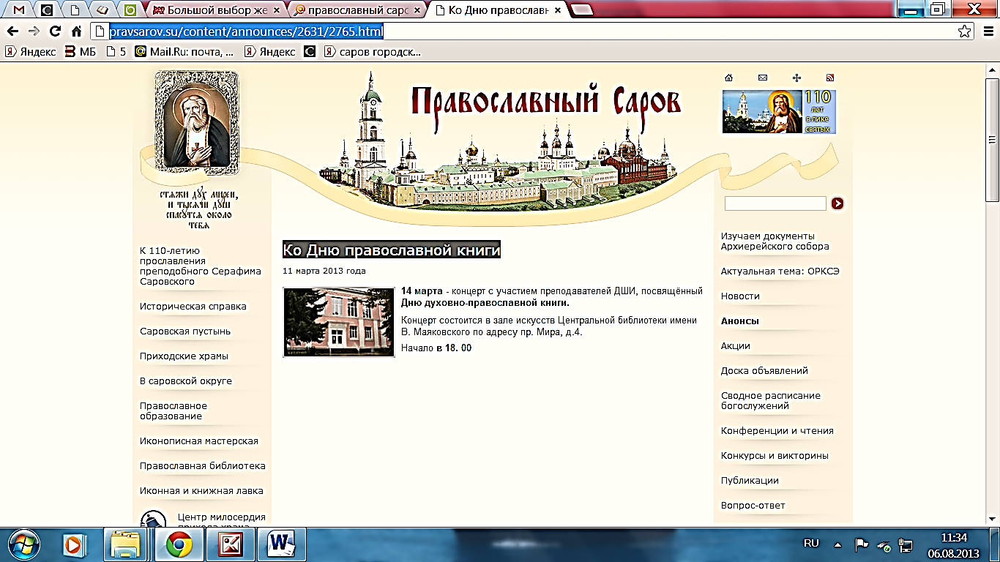 Большой выбор же
православный саро
Ко Дню православн
pravsarov.su/content/announces/2631/2765.html
Яндекс
МБ
5
Mail.Ru: почта, ...
Яндекс
саров городск...
Православный Саров
110
лет
в лике
святых
стяжи дух мирен,
и тысячи душ
спасутся около
тебя
К 110-летию
прославления
преподобного Серафима
Саровского
Историческая справка
Саровская пустынь
Приходские храмы
В саровской округе
Православное
образование
Иконописная мастерская
Православная библиотека
Иконная и книжная лавка
Центр милосердия
прихода храма
Ко Дню православной книги
11 марта 2013 года
14 марта - концерт с участием преподавателей ДШИ, посвящённый
Дню духовно-православной книги.
Концерт состоится в зале искусств Центральной библиотеки имени
В. Маяковского по адресу пр. Мира, д.4.
Начало в 18. 00
Изучаем документы
Архиерейского собора
Актуальная тема: ОРКСЭ
Новости
Анонсы
Акции
Доска объявлений
Сводное расписание
богослужений
Конференции и чтения
Конкурсы и викторины
Публикации
Вопрос-ответ
RU
11:34
06.08.2013